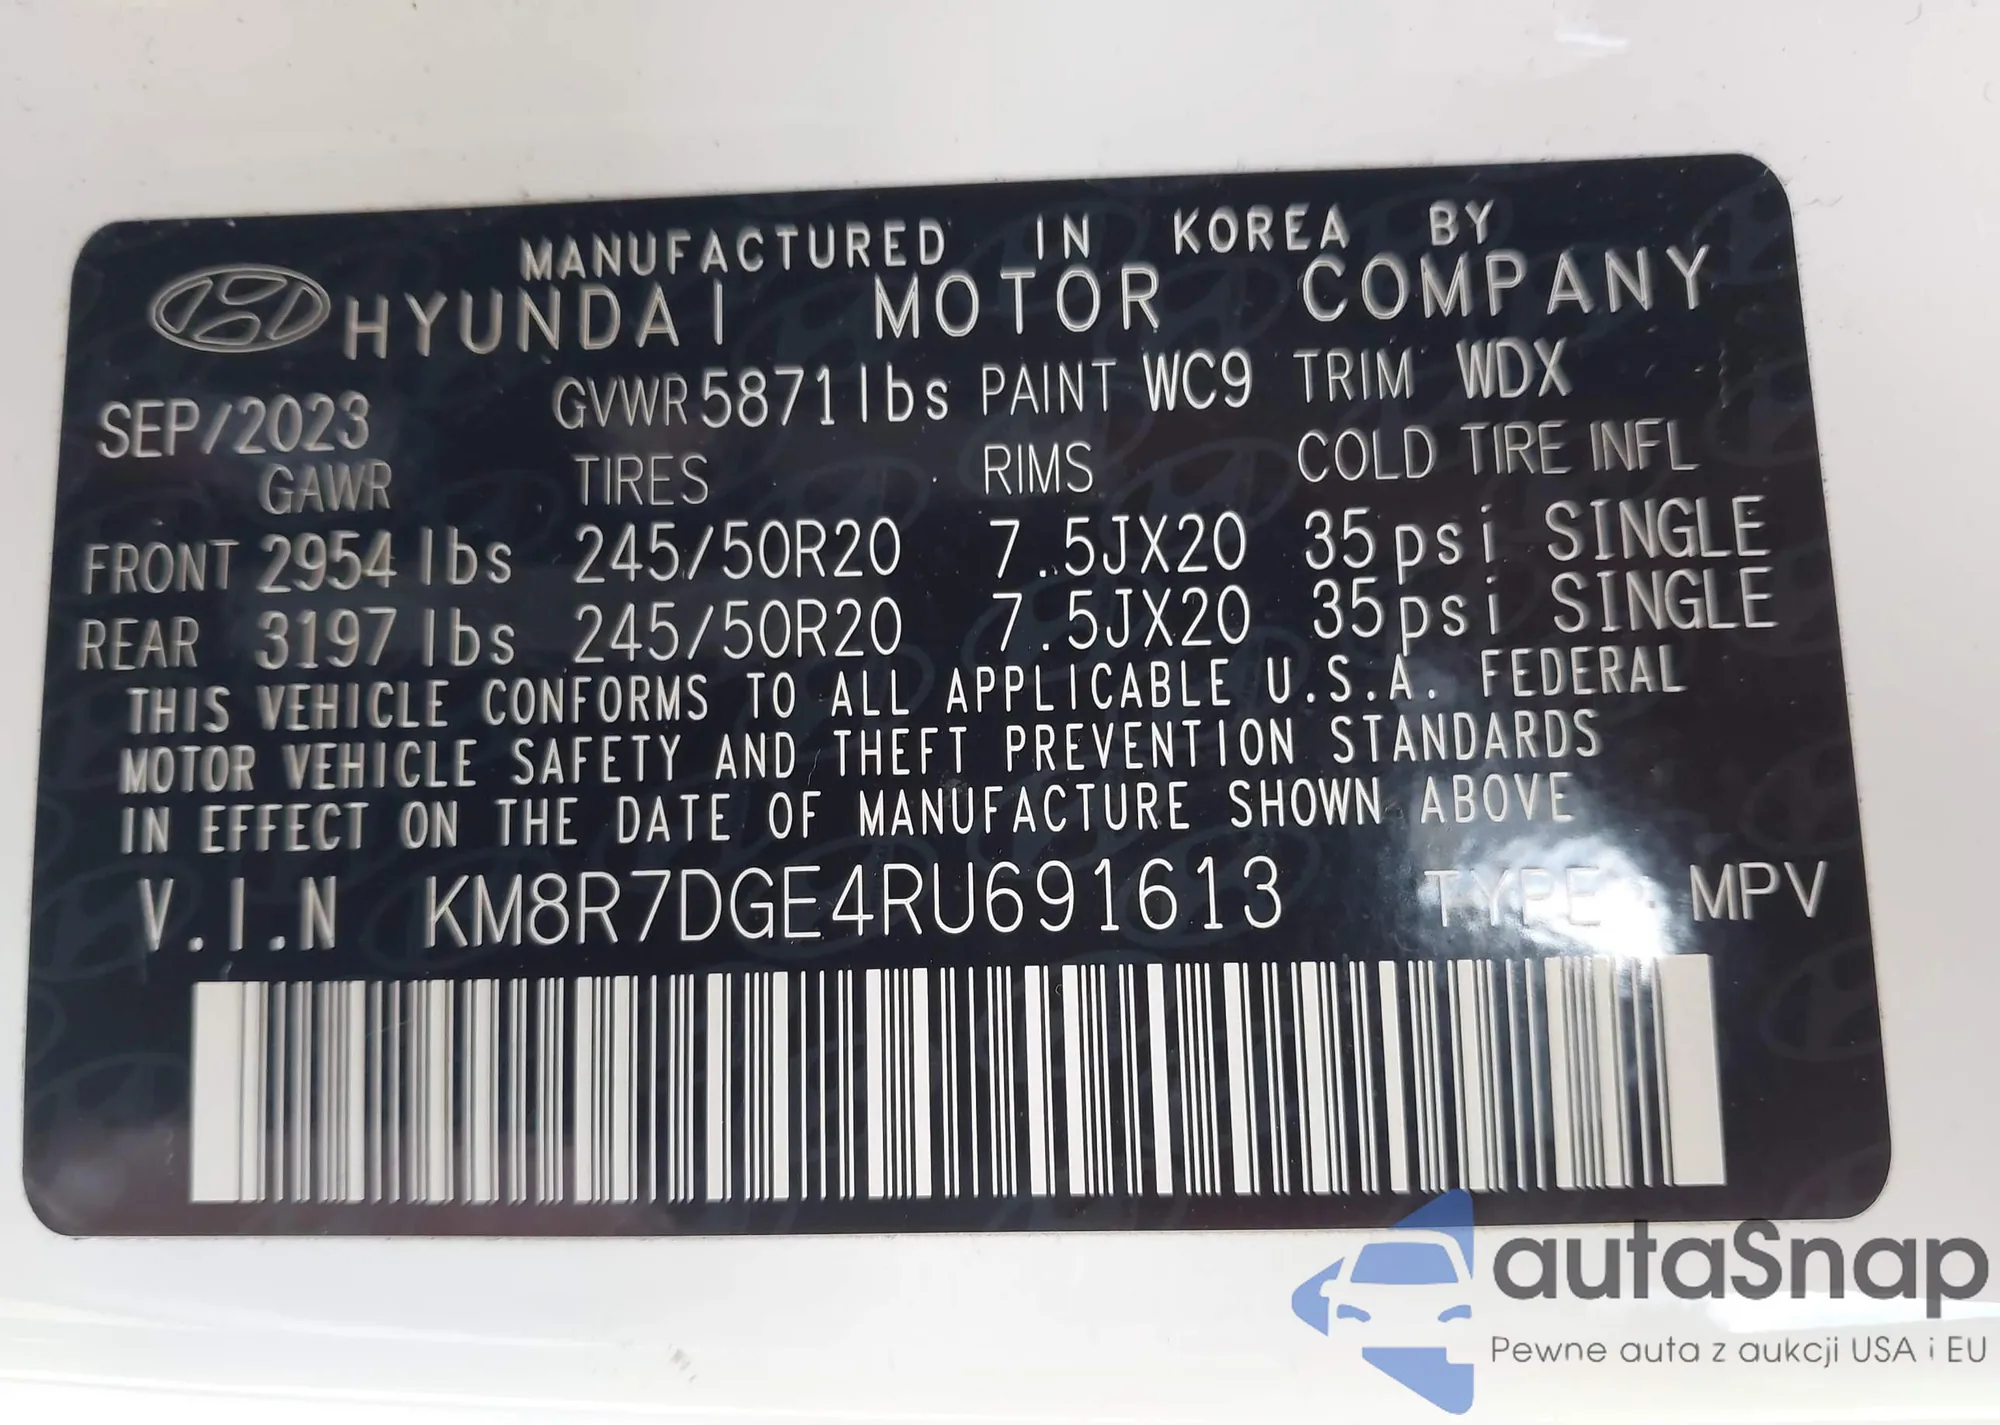 MANUFACTURED IN KOREA BY
HYUNDAI MOTOR COMPANY
SEP/2023 GVWR 5871lbs PAINT WC9 TRIM WDX
GAWR TIRES RIMS COLD TIRE INFL
FRONT 2954 lbs 245/50R20 7.5JX20 35psi SINGLE
REAR 3197 lbs 245/50R20 7.5JX20 35psi SINGLE
THIS VEHICLE CONFORMS TO ALL APPLICABLE U.S.A. FEDERAL
MOTOR VEHICLE SAFETY AND THEFT PREVENTION STANDARDS
IN EFFECT ON THE DATE OF MANUFACTURE SHOWN ABOVE
V.I.N KM8R7DGE4RU691613 TYPE : MPV
autaSnap
Pewne auta z aukcji USA i EU